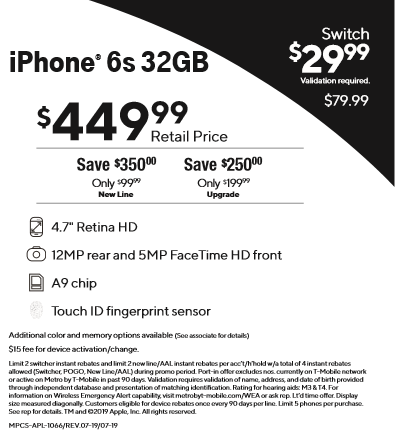 Switch
$29.99
Validation required.
$79.99
iPhone® 6s 32GB
$449.99
Retail Price
Save $350.00 Save $250.00
Only $99.99 Only $199.99
New Line Upgrade
4.7" Retina HD
12MP rear and 5MP FaceTime HD front
A9 chip
Touch ID fingerprint sensor
Additional color and memory options available (See associate for details)
$15 fee for device activation/change.
Limit 2 switcher instant rebates and limit 2 new line/AAL instant rebates per acc't/h'hold w/a total of 4 instant rebates
allowed (Switcher, POGO, New Line/AAL) during promo period. Port-in offer excludes nos. currently on T-Mobile network
or active on Metro by T-Mobile in past 90 days. Validation requires validation of name, address, and date of birth provided
through independent database and presentation of matching identification. Rating for hearing aids: M3 & T4. For
information on Wireless Emergency Alert capability, visit metrobyt-mobile.com/WEA or ask rep. Lt'd time offer. Display
size measured diagonally. Customers eligible for device rebates once every 90 days per line. Limit 5 phones per purchase.
See rep for details. TM and ©2019 Apple, Inc. All rights reserved.
MPCS-APL-1066/REV.07-19/07-19